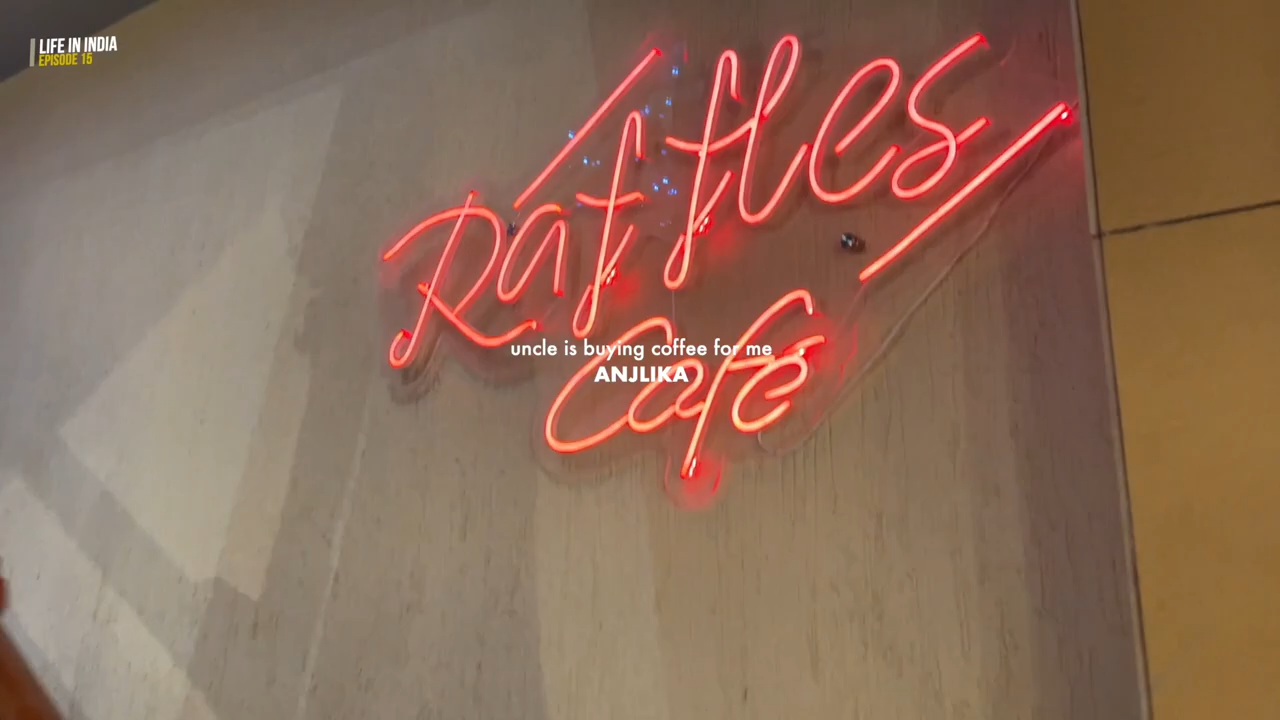 LIFE IN INDIA
EPISODE 15
Raffles
Cafe
uncle is buying coffee for me
ANJLIKA